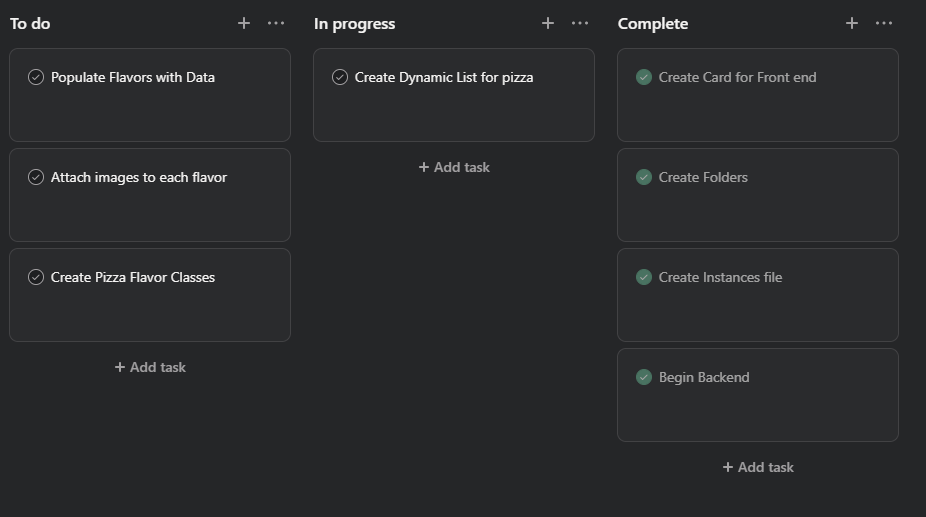 To do
Populate Flavors with Data
Attach images to each flavor
Create Pizza Flavor Classes
+ Add task
In progress
Create Dynamic List for pizza
+ Add task
Complete
Create Card for Front end
Create Folders
Create Instances file
Begin Backend
+ Add task